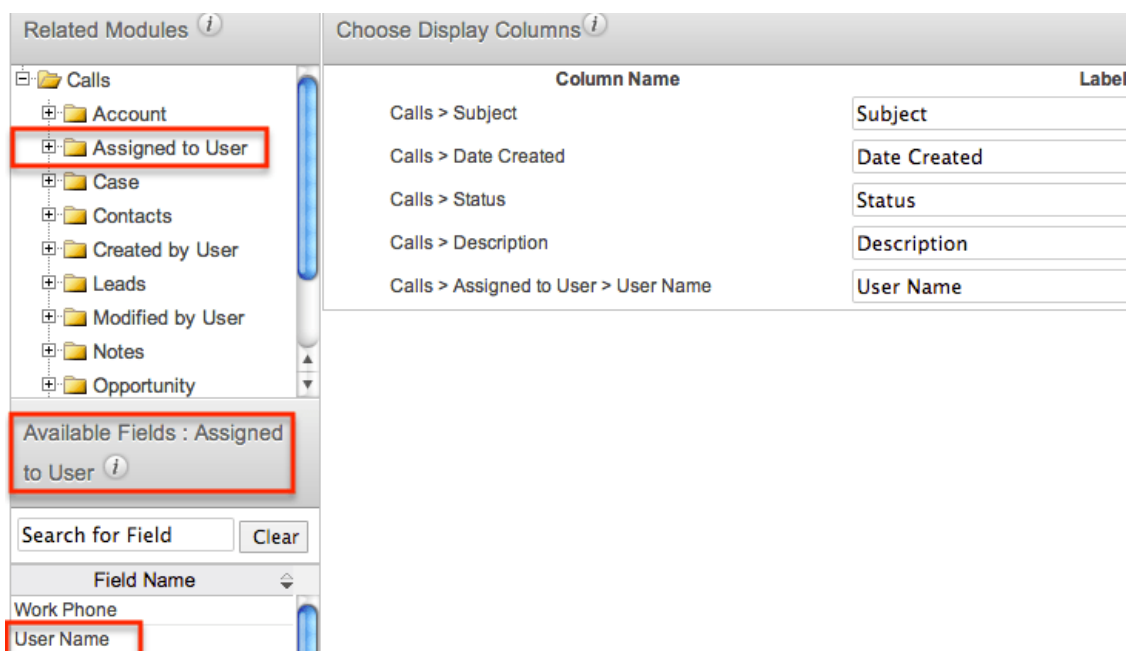 Related Modules
Calls
Account
Assigned to User
Case
Contacts
Created by User
Leads
Modified by User
Notes
Opportunity
Available Fields : Assigned
to User
Search for Field Clear
Field Name
Work Phone
User Name
Choose Display Columns
Column Name Label
Calls > Subject Subject
Calls > Date Created Date Created
Calls > Status Status
Calls > Description Description
Calls > Assigned to User > User Name User Name